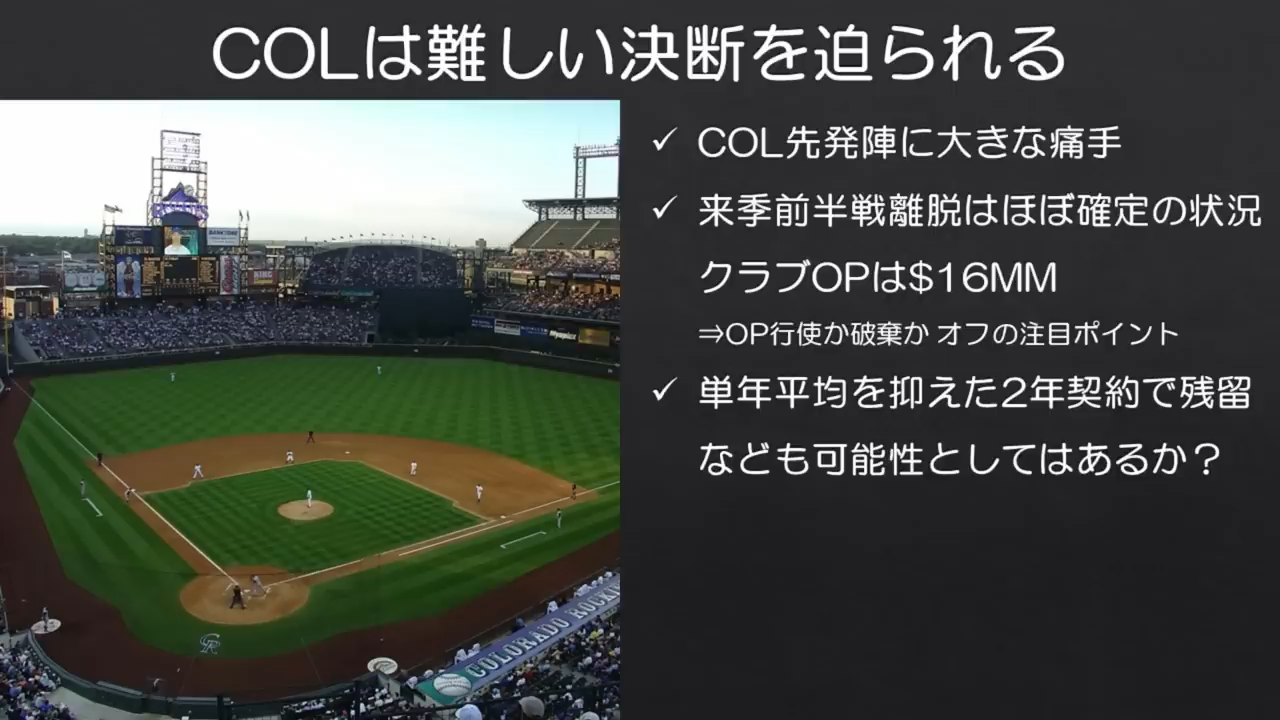 COLは難しい決断を迫られる
✓ COL先発陣に大きな痛手
✓ 来季前半戦離脱はほぼ確定の状況
クラブOPは$16MM
⇒OP行使か破棄か オフの注目ポイント
✓ 単年平均を抑えた2年契約で残留
なども可能性としてはあるか？
CR
COLORADO ROCKI